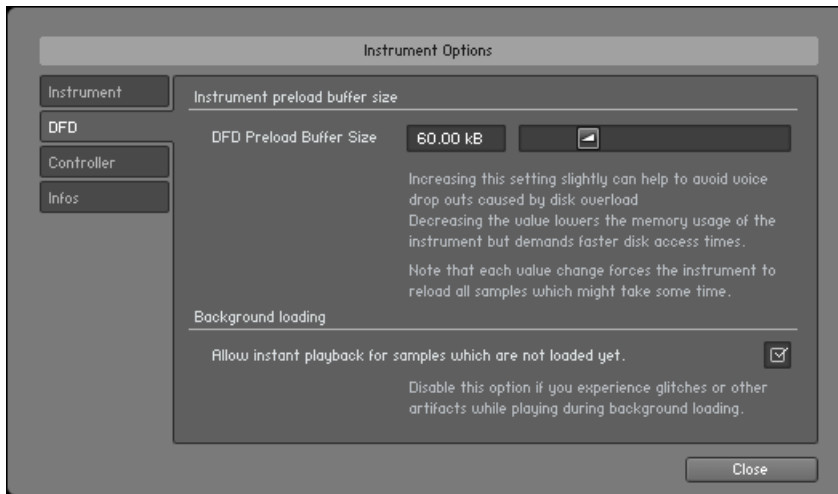 Instrument Options
Instrument
DFD
Controller
Infos
Instrument preload buffer size
DFD Preload Buffer Size
60.00 kB
Increasing this setting slightly can help to avoid voice
drop outs caused by disk overload
Decreasing the value lowers the memory usage of the
instrument but demands faster disk access times.
Note that each value change forces the instrument to
reload all samples which might take some time.
Background loading
Allow instant playback for samples which are not loaded yet.
Disable this option if you experience glitches or other
artifacts while playing during background loading.
Close